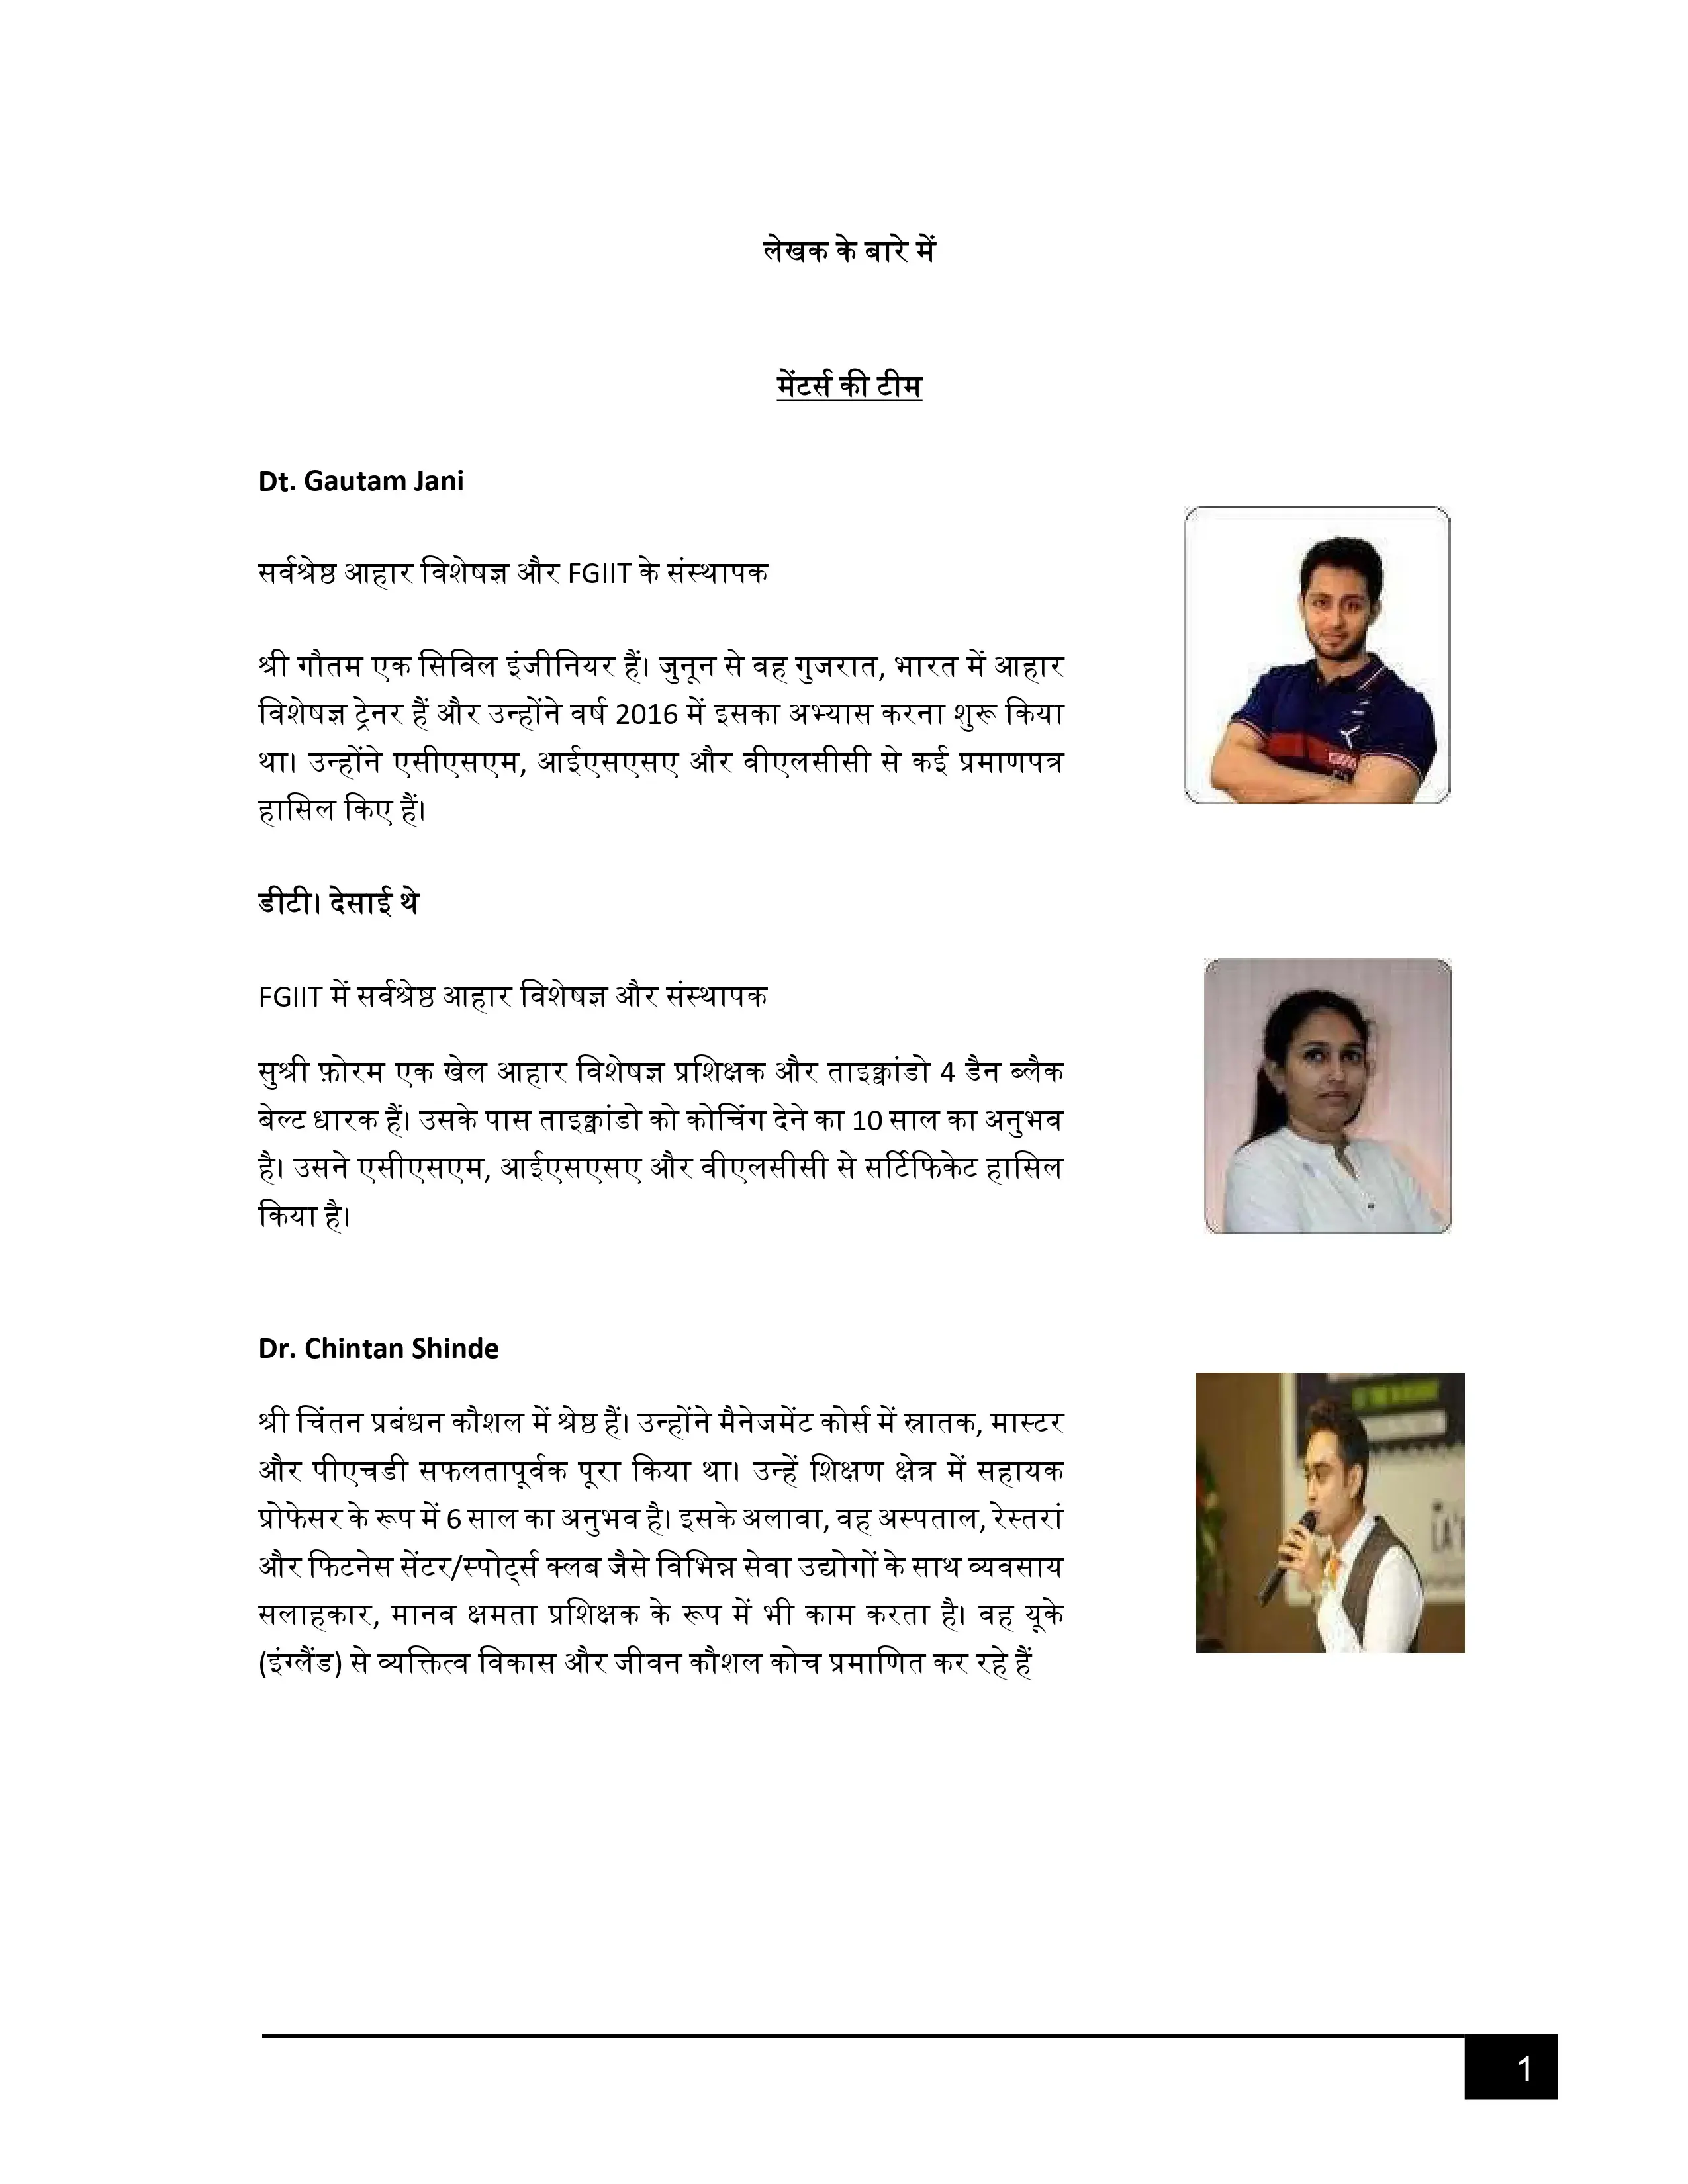 लेखक के बारे में
मेंटर्स की टीम
Dt. Gautam Jani
सर्वश्रेष्ठ आहार विशेषज्ञ और FGIIT के संस्थापक
श्री गौतम एक सिविल इंजीनियर हैं। जुनून से वह गुजरात, भारत में आहार
विशेषज्ञ ट्रेनर हैं और उन्होंने वर्ष 2016 में इसका अभ्यास करना शुरू किया
था। उन्होंने एसीएसएम, आईएसएसए और वीएलसीसी से कई प्रमाणपत्र
हासिल किए हैं।
डीटी। देसाई थे
FGIIT में सर्वश्रेष्ठ आहार विशेषज्ञ और संस्थापक
सुश्री फ़ोरम एक खेल आहार विशेषज्ञ प्रशिक्षक और ताइक्वांडो 4 डैन ब्लैक
बेल्ट धारक हैं। उसके पास ताइक्वांडो को कोचिंग देने का 10 साल का अनुभव
है। उसने एसीएसएम, आईएसएसए और वीएलसीसी से सर्टिफिकेट हासिल
किया है।
Dr. Chintan Shinde
श्री चिंतन प्रबंधन कौशल में श्रेष्ठ हैं। उन्होंने मैनेजमेंट कोर्स में स्नातक, मास्टर
और पीएचडी सफलतापूर्वक पूरा किया था। उन्हें शिक्षण क्षेत्र में सहायक
प्रोफेसर के रूप में 6 साल का अनुभव है। इसके अलावा, वह अस्पताल, रेस्तरां
और फिटनेस सेंटर/स्पोर्ट्स क्लब जैसे विभिन्न सेवा उद्योगों के साथ व्यवसाय
सलाहकार, मानव क्षमता प्रशिक्षक के रूप में भी काम करता है। वह यूके
(इंग्लैंड) से व्यक्तित्व विकास और जीवन कौशल कोच प्रमाणित कर रहे हैं
1